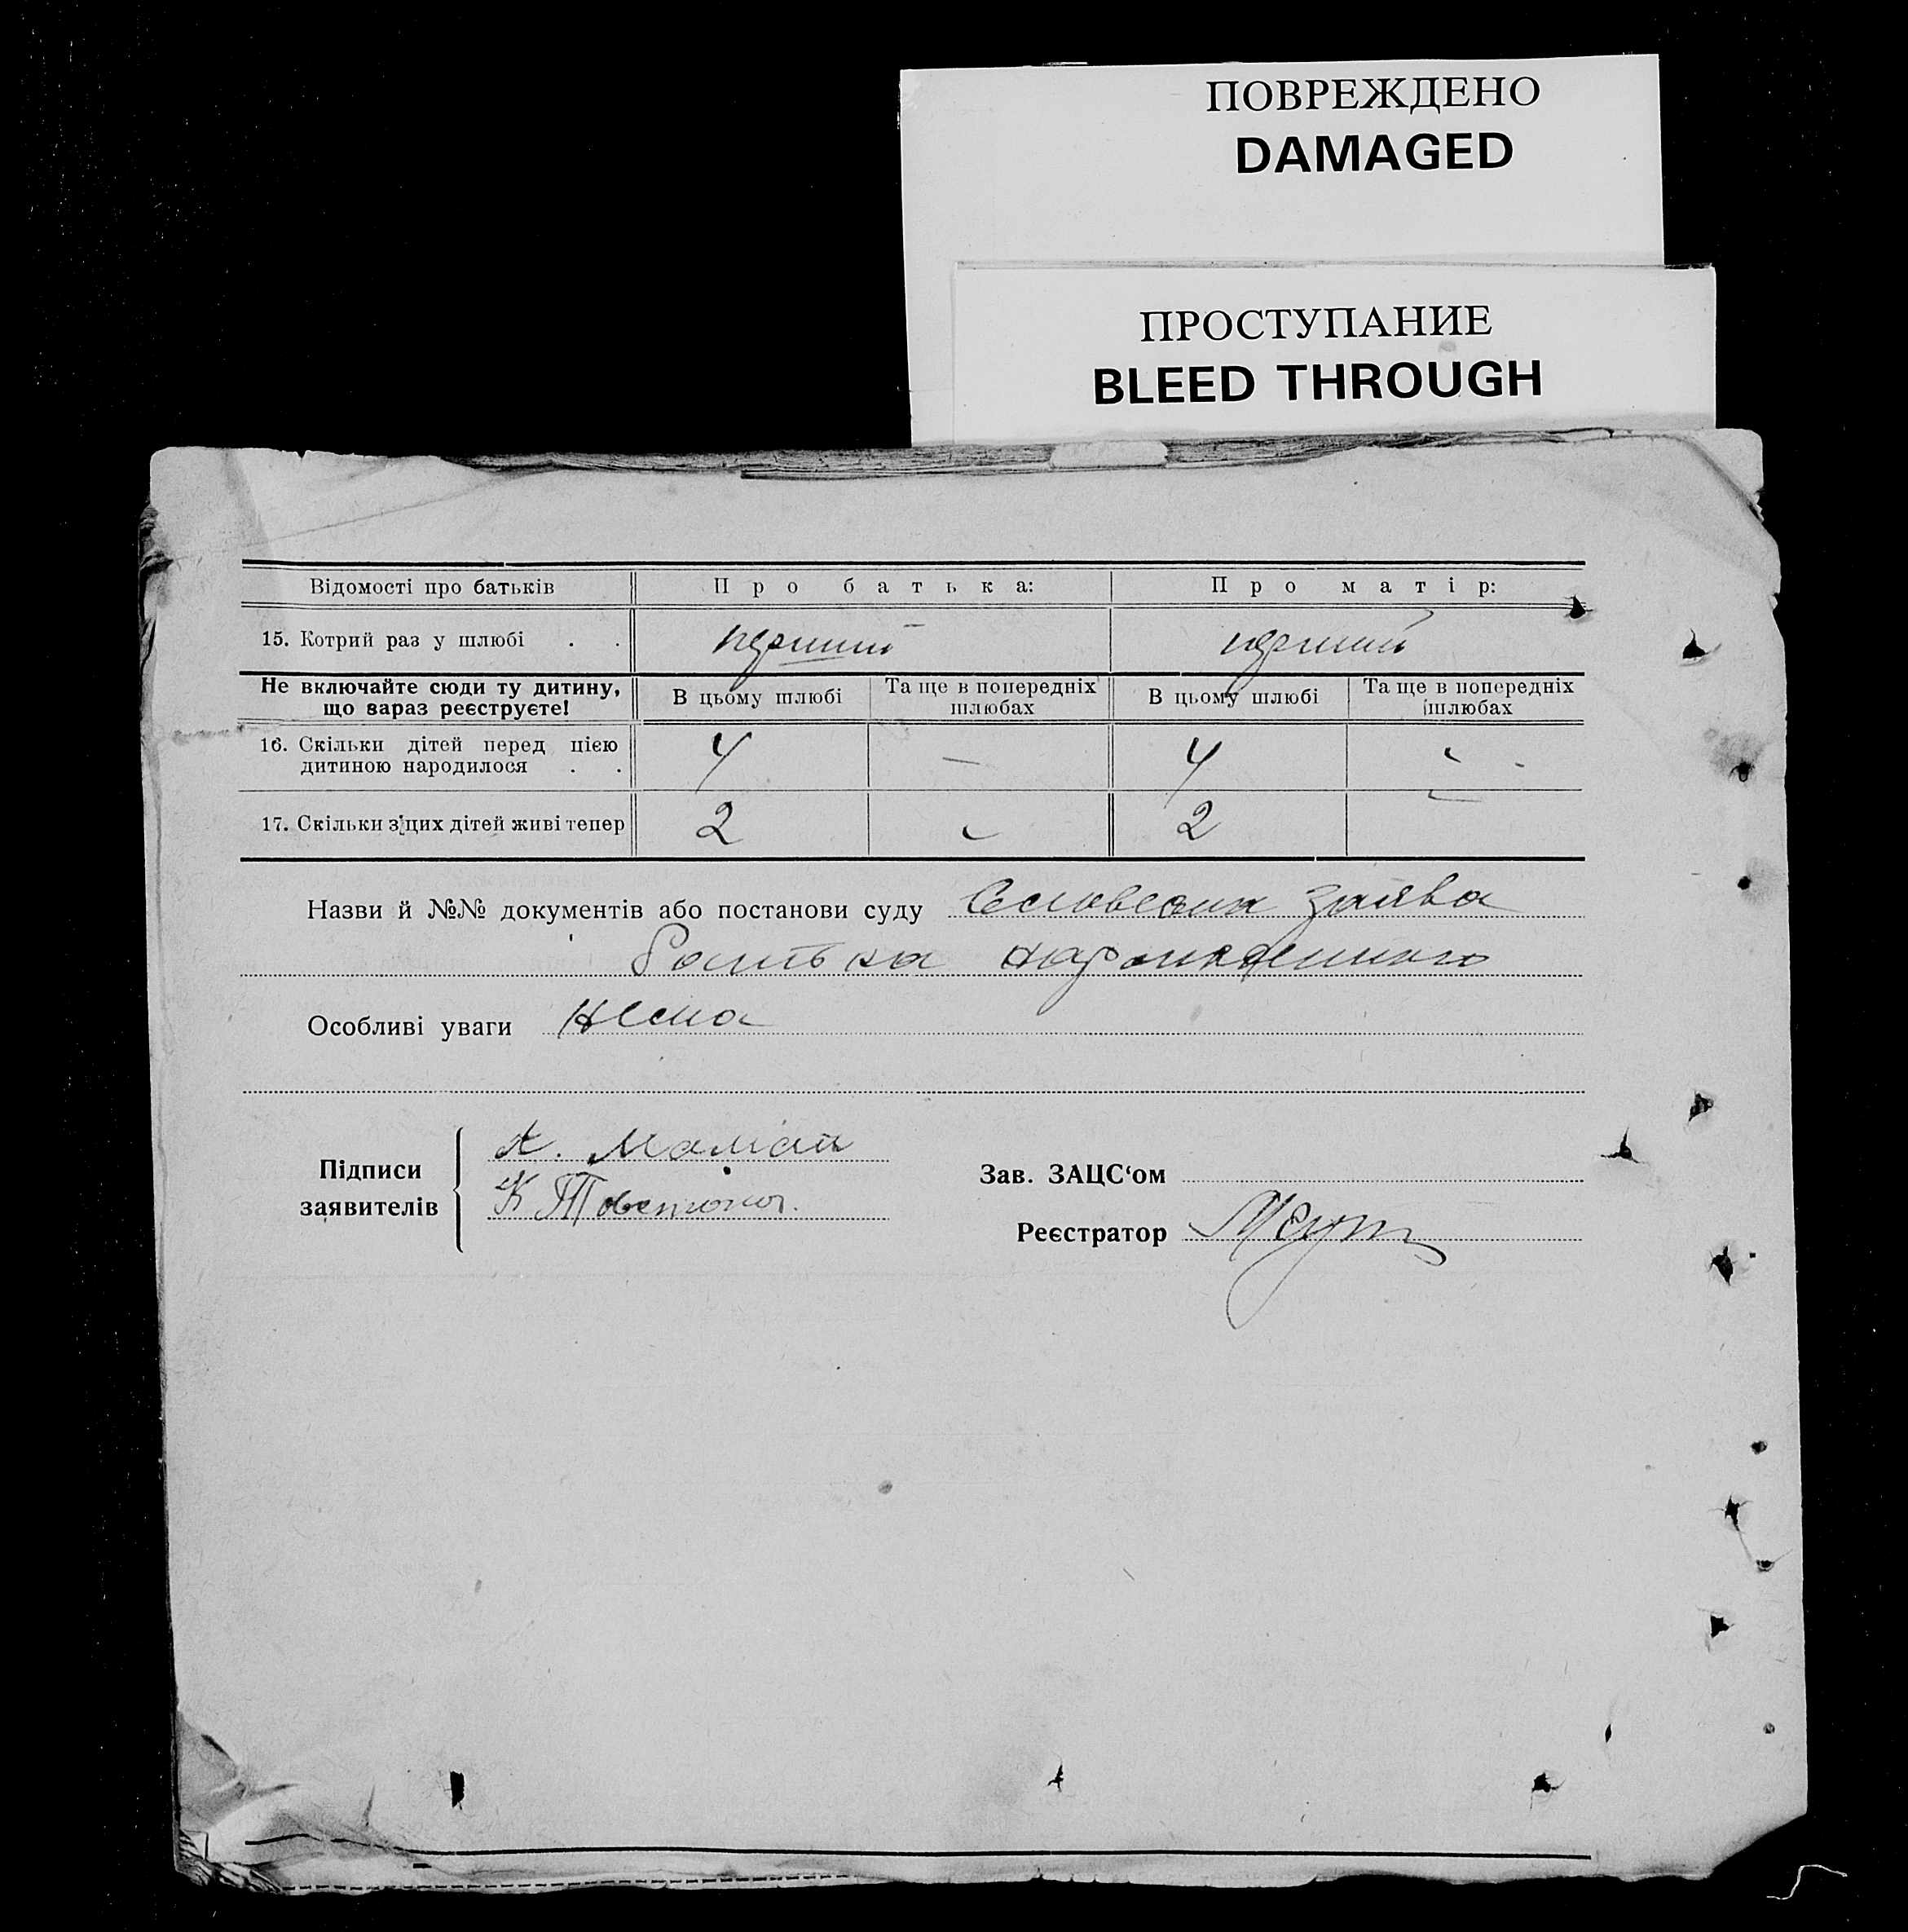 ПОВРЕЖДЕНО
DAMAGED
ПРОСТУПАНИЕ
BLEED THROUGH
Відомості про батьків Про батька: Про матір:
15. Котрий раз у шлюбі . . перший перший
Не включайте сюди ту дитину, що зараз реєструєте! В цьому шлюбі Та ще в попередніх шлюбах В цьому шлюбі Та ще в попередніх шлюбах
16. Скільки дітей перед цією дитиною народилося . . 4 — 4 -
17. Скільки з цих дітей живі тепер 2 - 2
Назви й №№ документів або постанови суду заява
батька
Особливі уваги нема
Підписи заявителів
Зав. ЗАЦС‘ом
Реєстратор